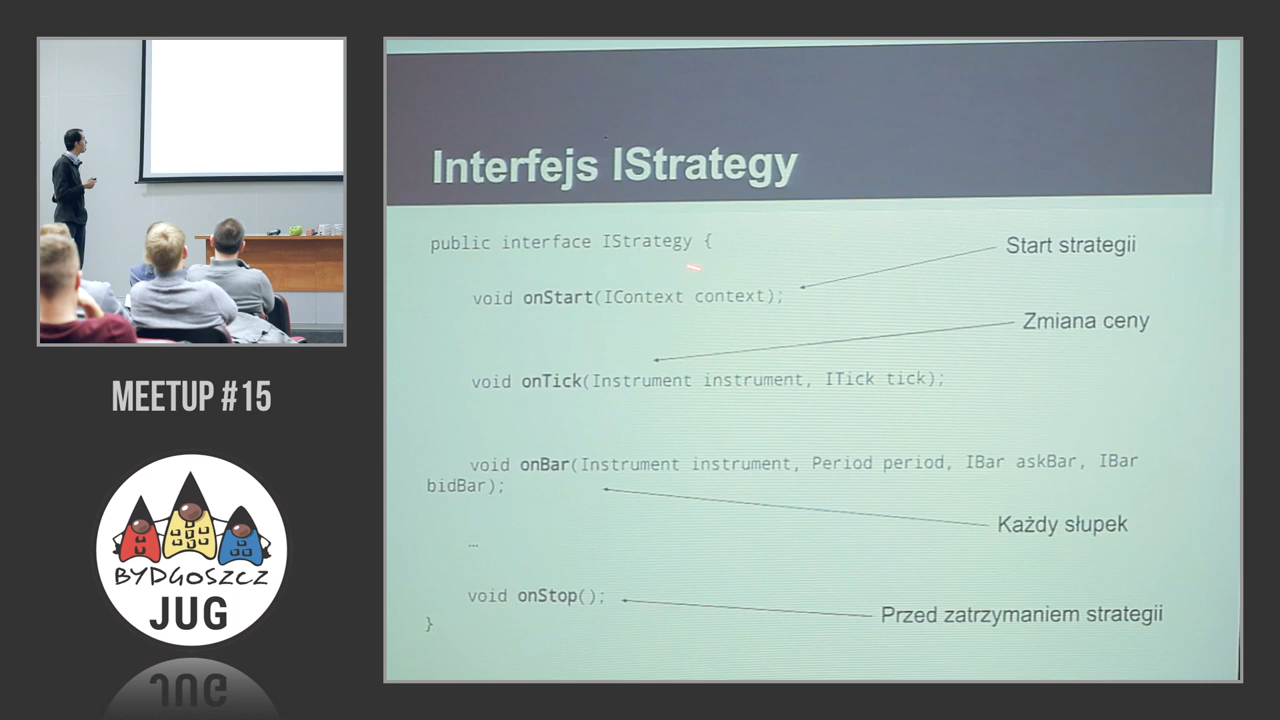 MEETUP #15
BYDGOSZCZ
JUG
Interfejs IStrategy
public interface IStrategy {
Start strategii
void onStart(IContext context);
Zmiana ceny
void onTick(Instrument instrument, ITick tick);
void onBar(Instrument instrument, Period period, IBar askBar, IBar
bidBar);
Każdy słupek
…
void onStop();
Przed zatrzymaniem strategii
}
JUG